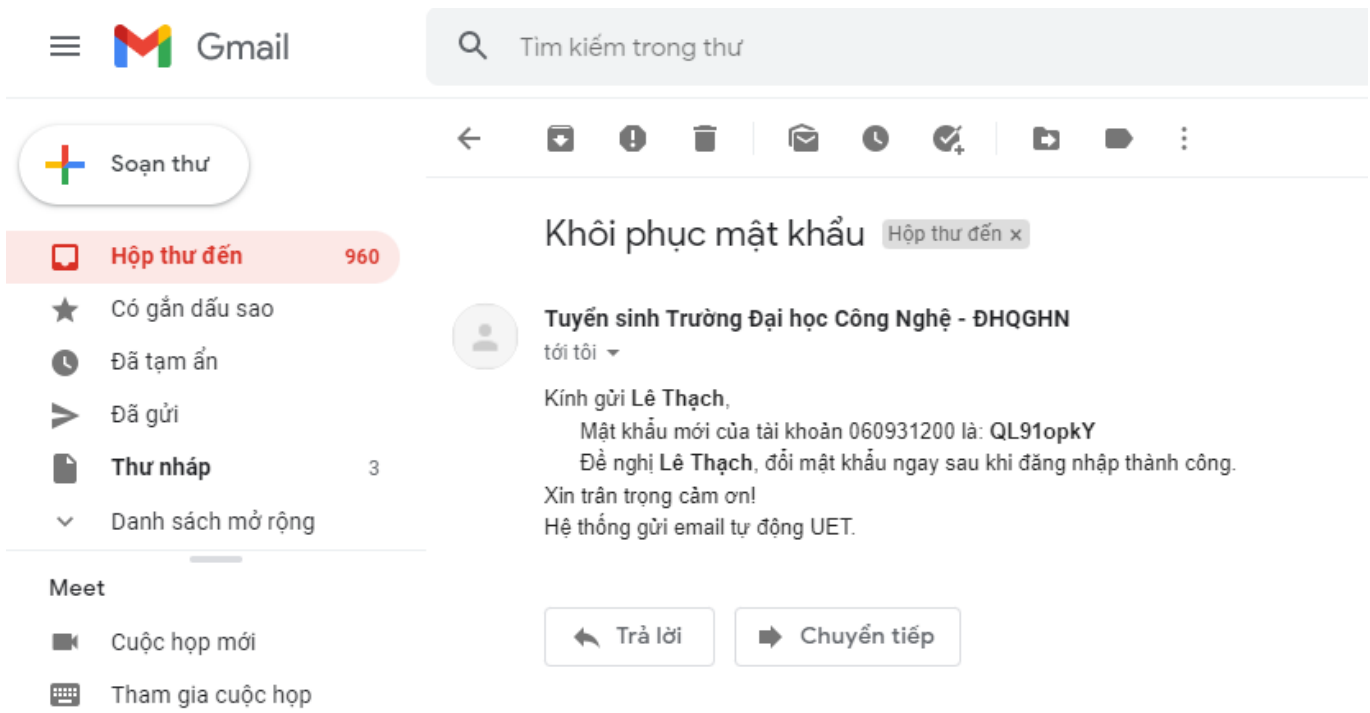 Gmail
Tìm kiếm trong thư
Soạn thư
Hộp thư đến 960
Có gắn dấu sao
Đã tạm ẩn
Đã gửi
Thư nháp 3
Danh sách mở rộng
Meet
Cuộc họp mới
Tham gia cuộc họp
Khôi phục mật khẩu Hộp thư đến x
Tuyển sinh Trường Đại học Công Nghệ - ĐHQGHN
tới tôi
Kính gửi Lê Thạch,
Mật khẩu mới của tài khoản 060931200 là: QL91opkY
Đề nghị Lê Thạch, đổi mật khẩu ngay sau khi đăng nhập thành công.
Xin trân trọng cảm ơn!
Hệ thống gửi email tự động UET.
Trả lời
Chuyển tiếp